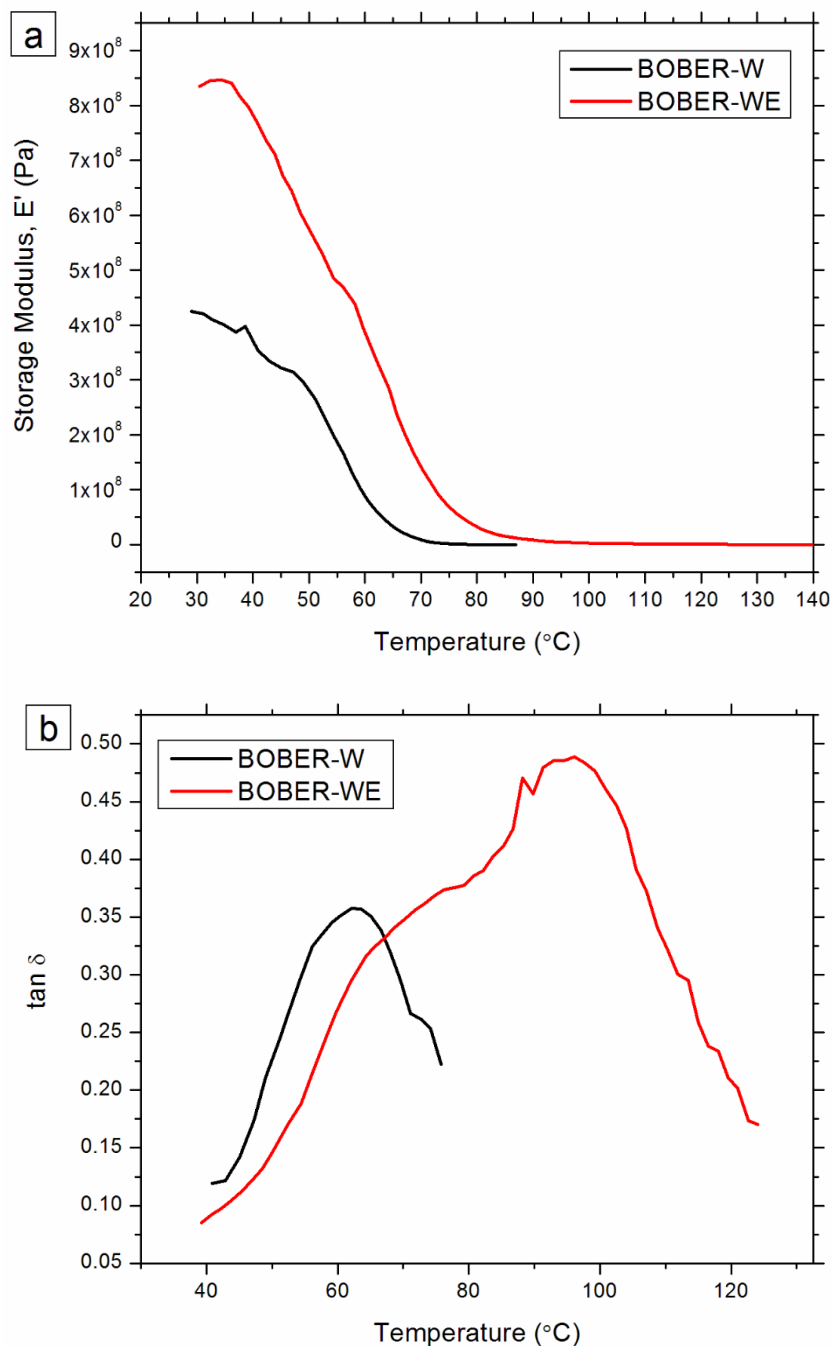 a
BOBER-W
BOBER-WE
Storage Modulus, E' (Pa)
9x10⁸
8x10⁸
7x10⁸
6x10⁸
5x10⁸
4x10⁸
3x10⁸
2x10⁸
1x10⁸
0
20 30 40 50 60 70 80 90 100 110 120 130 140
Temperature (°C)
b
BOBER-W
BOBER-WE
tan δ
0.50
0.45
0.40
0.35
0.30
0.25
0.20
0.15
0.10
0.05
40 60 80 100 120
Temperature (°C)